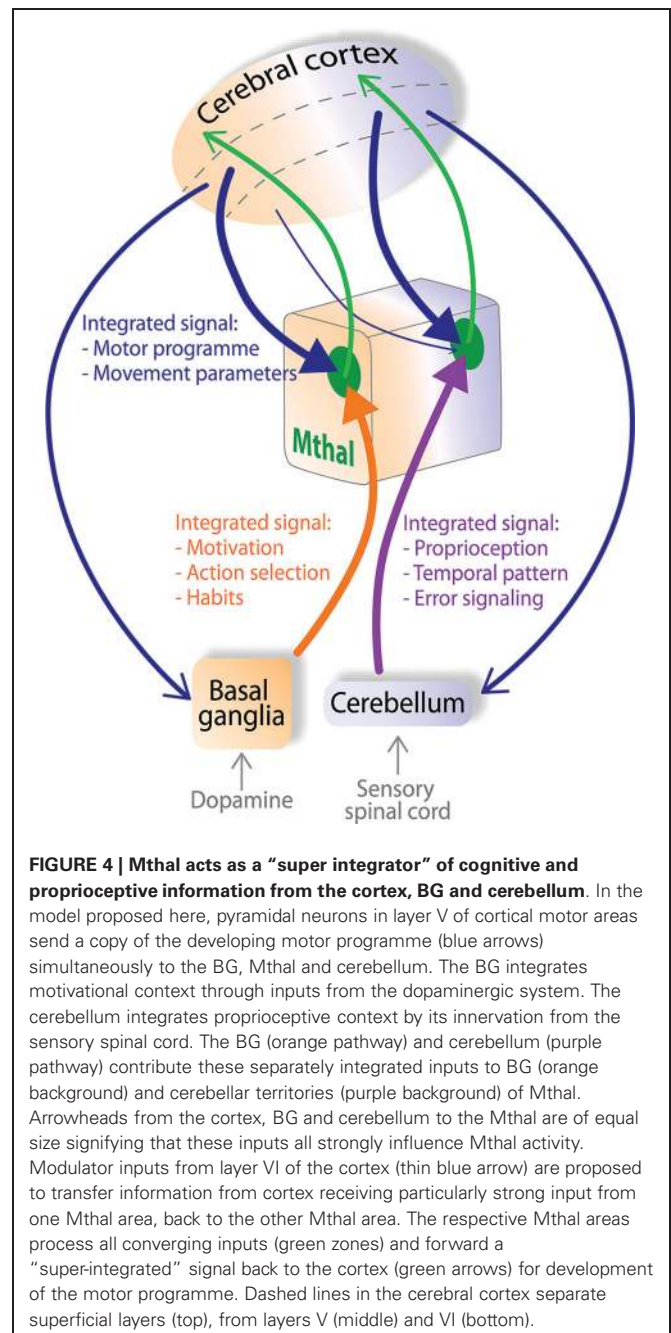 Cerebral cortex
Integrated signal:
- Motor programme
- Movement parameters
Mthal
Integrated signal:
- Motivation
- Action selection
- Habits
Integrated signal:
- Proprioception
- Temporal pattern
- Error signaling
Basal
ganglia
Cerebellum
Dopamine
Sensory
spinal cord
FIGURE 4 | Mthal acts as a “super integrator” of cognitive and
proprioceptive information from the cortex, BG and cerebellum. In the
model proposed here, pyramidal neurons in layer V of cortical motor areas
send a copy of the developing motor programme (blue arrows)
simultaneously to the BG, Mthal and cerebellum. The BG integrates
motivational context through inputs from the dopaminergic system. The
cerebellum integrates proprioceptive context by its innervation from the
sensory spinal cord. The BG (orange pathway) and cerebellum (purple
pathway) contribute these separately integrated inputs to BG (orange
background) and cerebellar territories (purple background) of Mthal.
Arrowheads from the cortex, BG and cerebellum to the Mthal are of equal
size signifying that these inputs all strongly influence Mthal activity.
Modulator inputs from layer VI of the cortex (thin blue arrow) are proposed
to transfer information from cortex receiving particularly strong input from
one Mthal area, back to the other Mthal area. The respective Mthal areas
process all converging inputs (green zones) and forward a
“super-integrated” signal back to the cortex (green arrows) for development
of the motor programme. Dashed lines in the cerebral cortex separate
superficial layers (top), from layers V (middle) and VI (bottom).